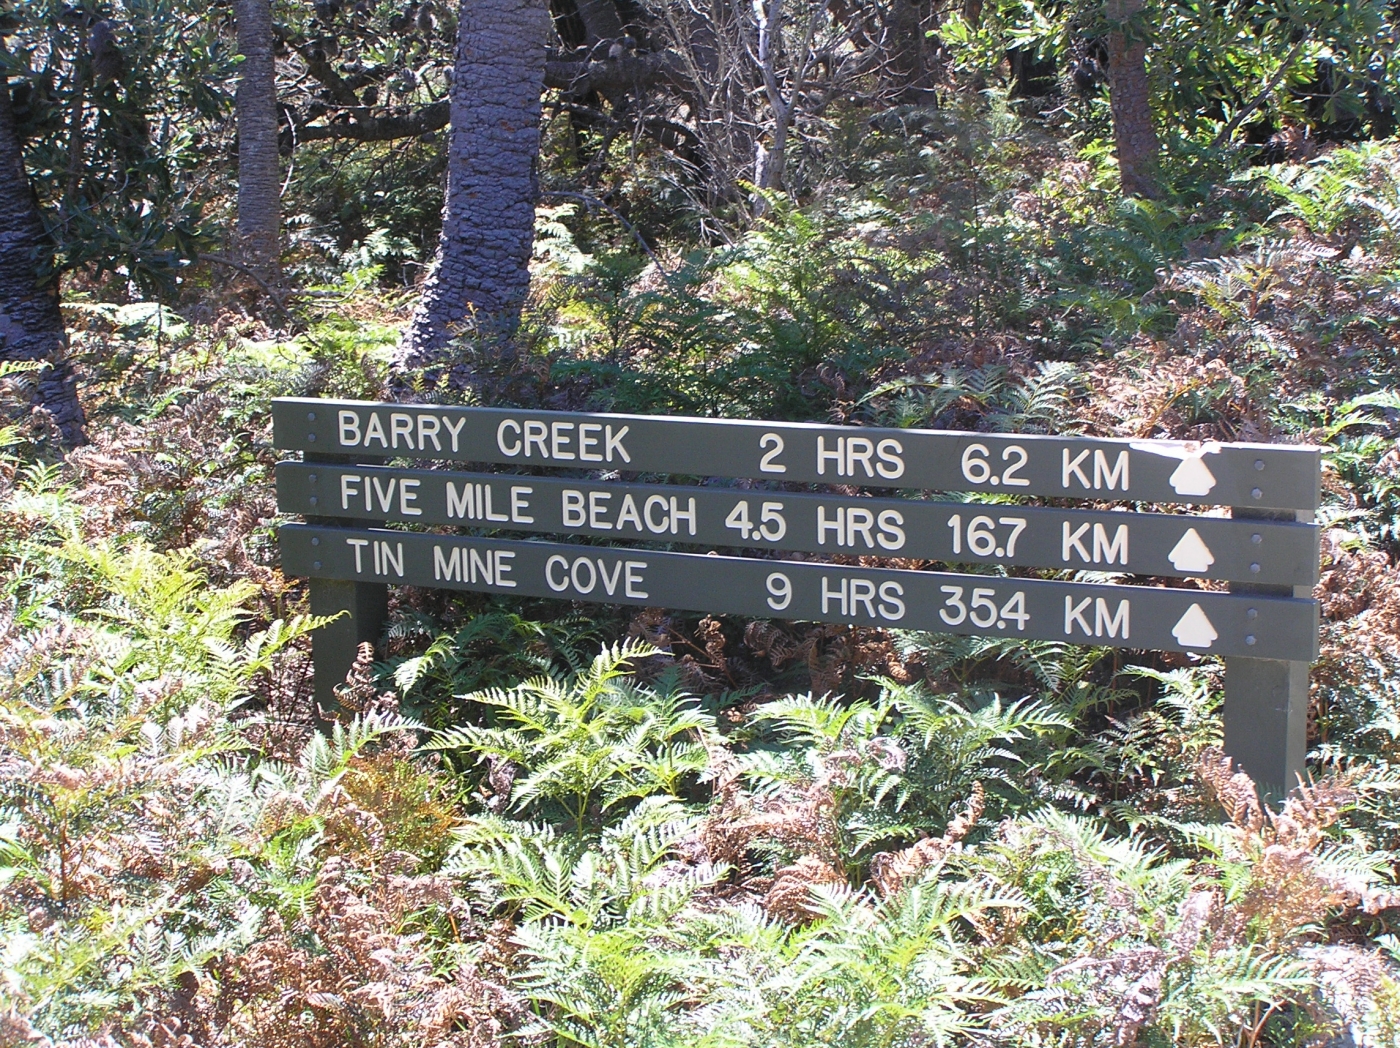 BARRY CREEK 2 HRS 6.2 KM
FIVE MILE BEACH 4.5 HRS 16.7 KM
TIN MINE COVE 9 HRS 35.4 KM